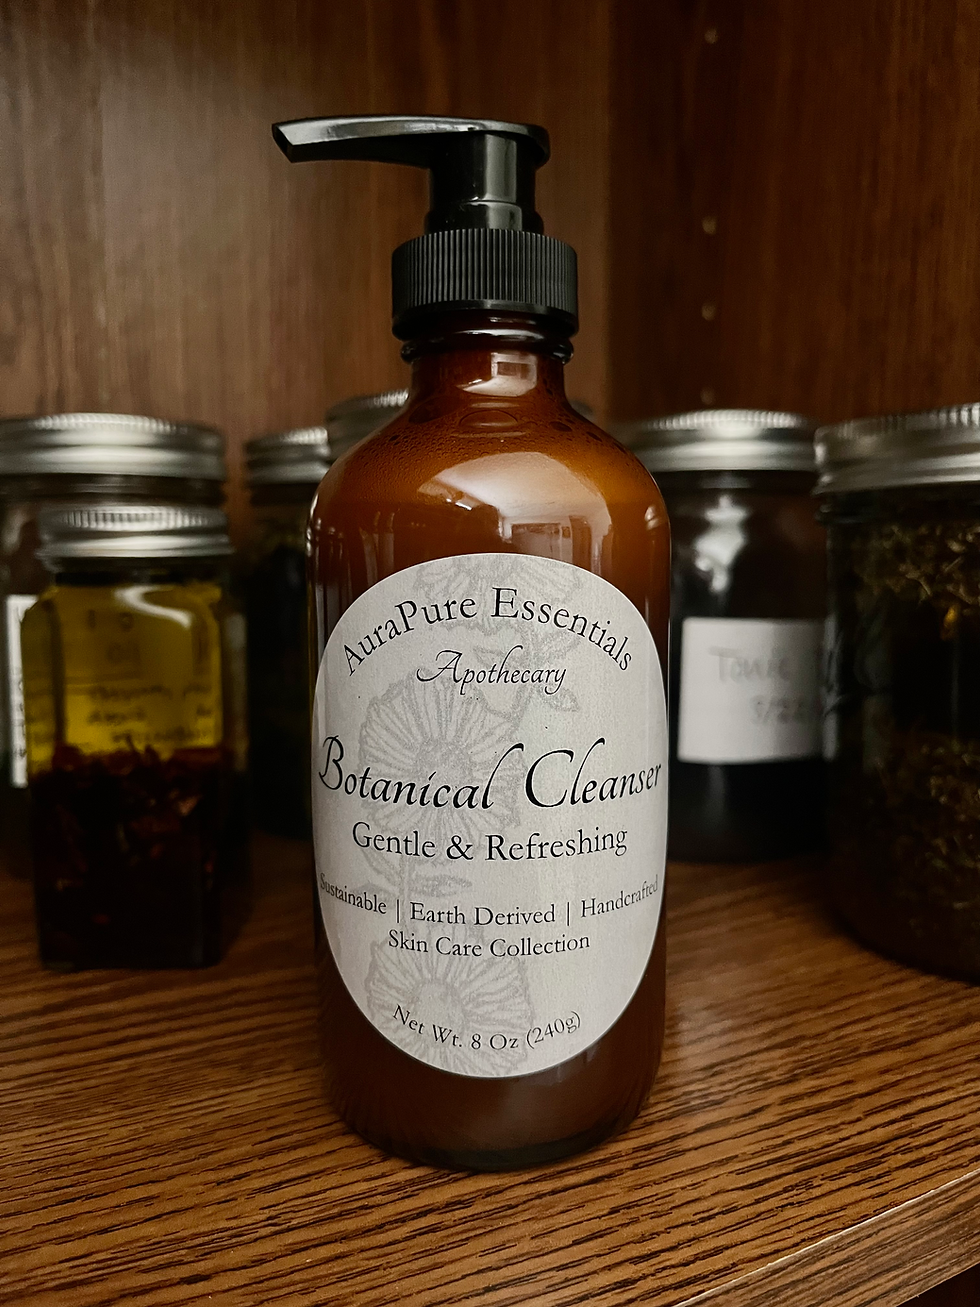 AuraPure Essentials
Apothecary
Botanical Cleanser
Gentle & Refreshing
Sustainable | Earth Derived | Handcrafted
Skin Care Collection
Net Wt. 8 Oz (240g)
Tonic